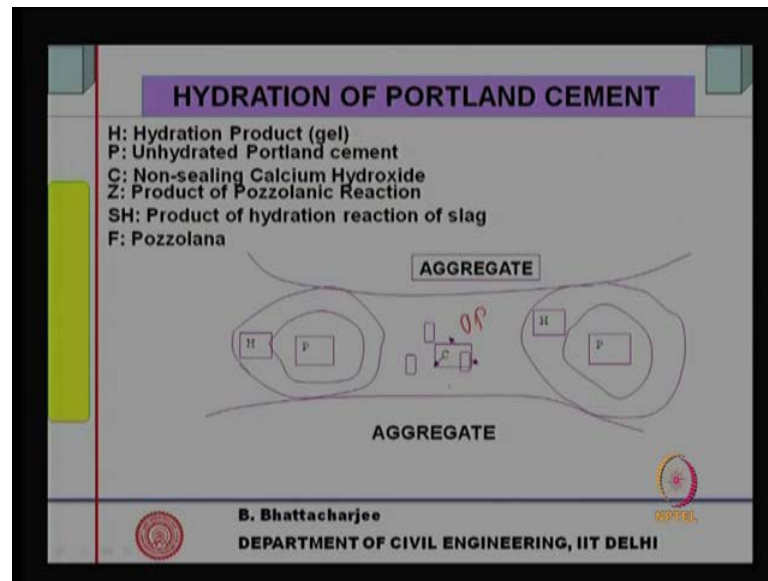 HYDRATION OF PORTLAND CEMENT
H: Hydration Product (gel)
P: Unhydrated Portland cement
C: Non-sealing Calcium Hydroxide
Z: Product of Pozzolanic Reaction
SH: Product of hydration reaction of slag
F: Pozzolana
AGGREGATE
OP
H P C H P
AGGREGATE
NPTEL
B. Bhattacharjee
DEPARTMENT OF CIVIL ENGINEERING, IIT DELHI